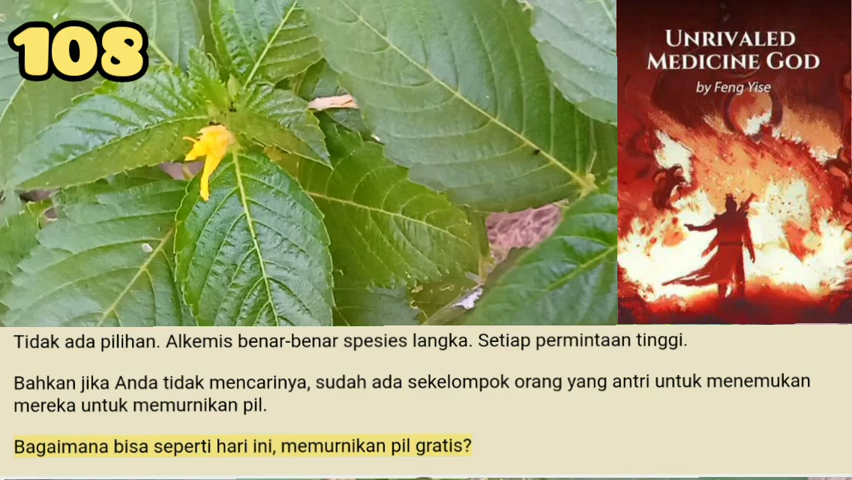 108
UNRIVALED
MEDICINE GOD
by Feng Yise
Tidak ada pilihan. Alkemis benar-benar spesies langka. Setiap permintaan tinggi.
Bahkan jika Anda tidak mencarinya, sudah ada sekelompok orang yang antri untuk menemukan
mereka untuk memurnikan pil.
Bagaimana bisa seperti hari ini, memurnikan pil gratis?